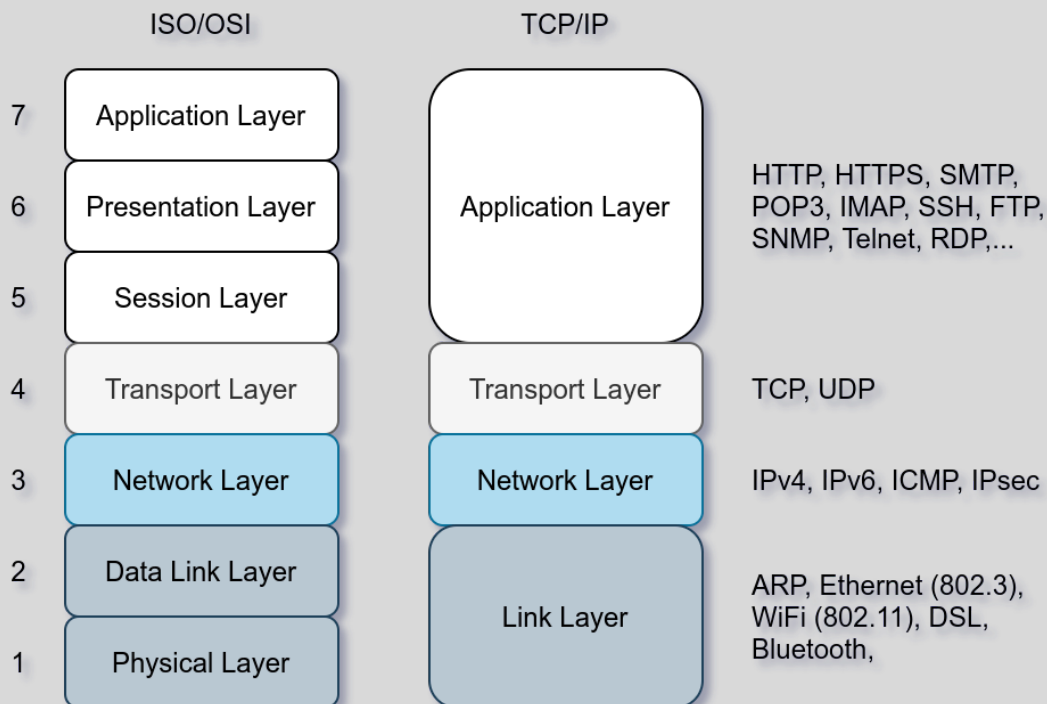 ISO/OSI
TCP/IP
7
Application Layer
6
Presentation Layer
Application Layer
HTTP, HTTPS, SMTP,
POP3, IMAP, SSH, FTP,
SNMP, Telnet, RDP,...
5
Session Layer
4
Transport Layer
Transport Layer
TCP, UDP
3
Network Layer
Network Layer
IPv4, IPv6, ICMP, IPsec
2
Data Link Layer
Link Layer
ARP, Ethernet (802.3),
WiFi (802.11), DSL,
Bluetooth,
1
Physical Layer